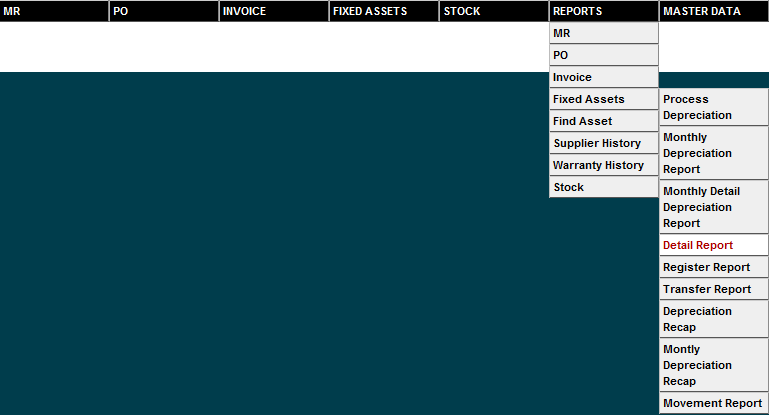 MR PO INVOICE FIXED ASSETS STOCK REPORTS MASTER DATA
MR
PO
Invoice
Fixed Assets
Find Asset
Supplier History
Warranty History
Stock
Process
Depreciation
Monthly
Depreciation
Report
Monthly Detail
Depreciation
Report
Detail Report
Register Report
Transfer Report
Depreciation
Recap
Montly
Depreciation
Recap
Movement Report